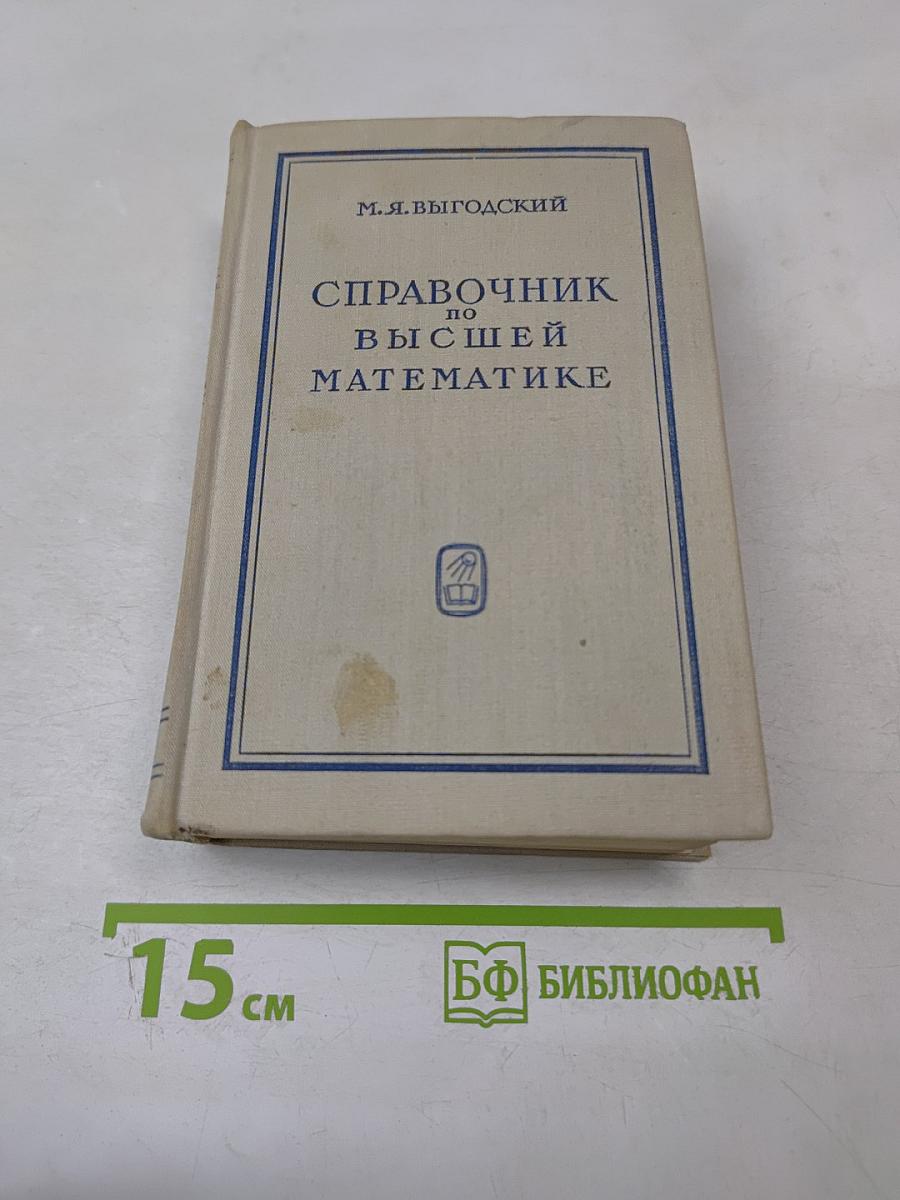 М.Я.ВЫГОДСКИЙ
СПРАВОЧНИК
ПО
ВЫСШЕЙ
МАТЕМАТИКЕ
15 см
БФ БИБЛИОФАН